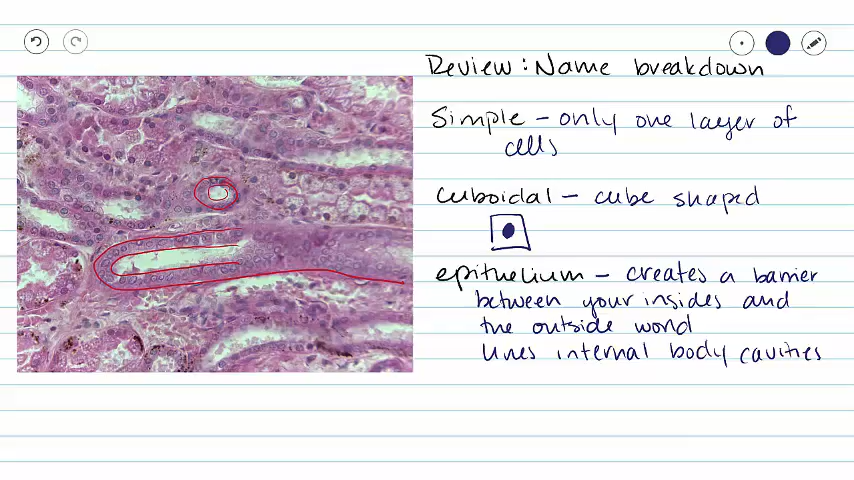 Review: Name breakdown
Simple - only one layer of
cells
cuboidal - cube shaped
epithelium - creates a barrier
between your insides and
the outside world
lines internal body cavities